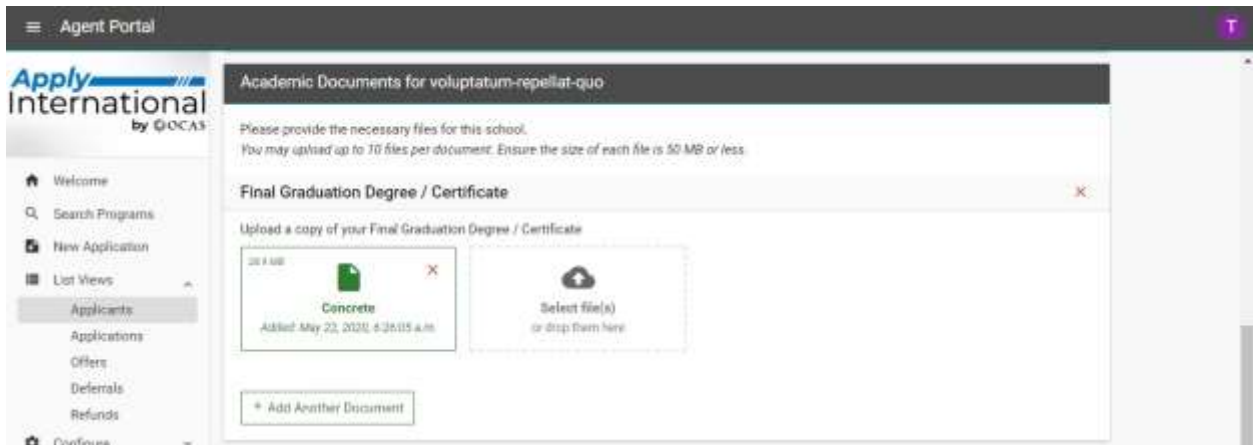 Agent Portal
T
Apply
International
by OCAS
Welcome
Search Programs
New Application
List Views
Applicants
Applications
Offers
Deferrals
Refunds
Configure
Academic Documents for voluptatum-repellat-quo
Please provide the necessary files for this school.
You may upload up to 10 files per document. Ensure the size of each file is 50 MB or less.
Final Graduation Degree / Certificate
Upload a copy of your Final Graduation Degree / Certificate
MB
Concrete
Added: May 22, 2020, 6:26:05 a.m.
Select file(s)
or drop them here
+ Add Another Document